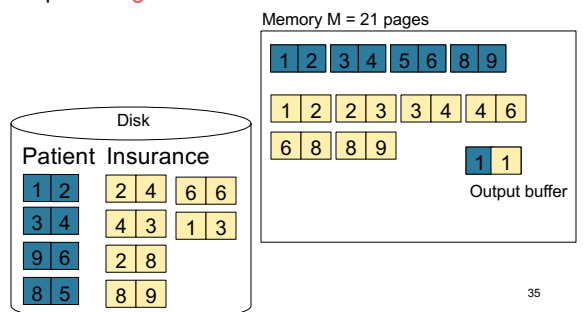 Memory M = 21 pages
1 2 3 4 5 6 8 9
1 2 2 3 3 4 4 6
6 8 8 9
1 1
Output buffer
Disk
Patient Insurance
1 2 2 4 6 6
3 4 4 3 1 3
9 6 2 8
8 5 8 9
35